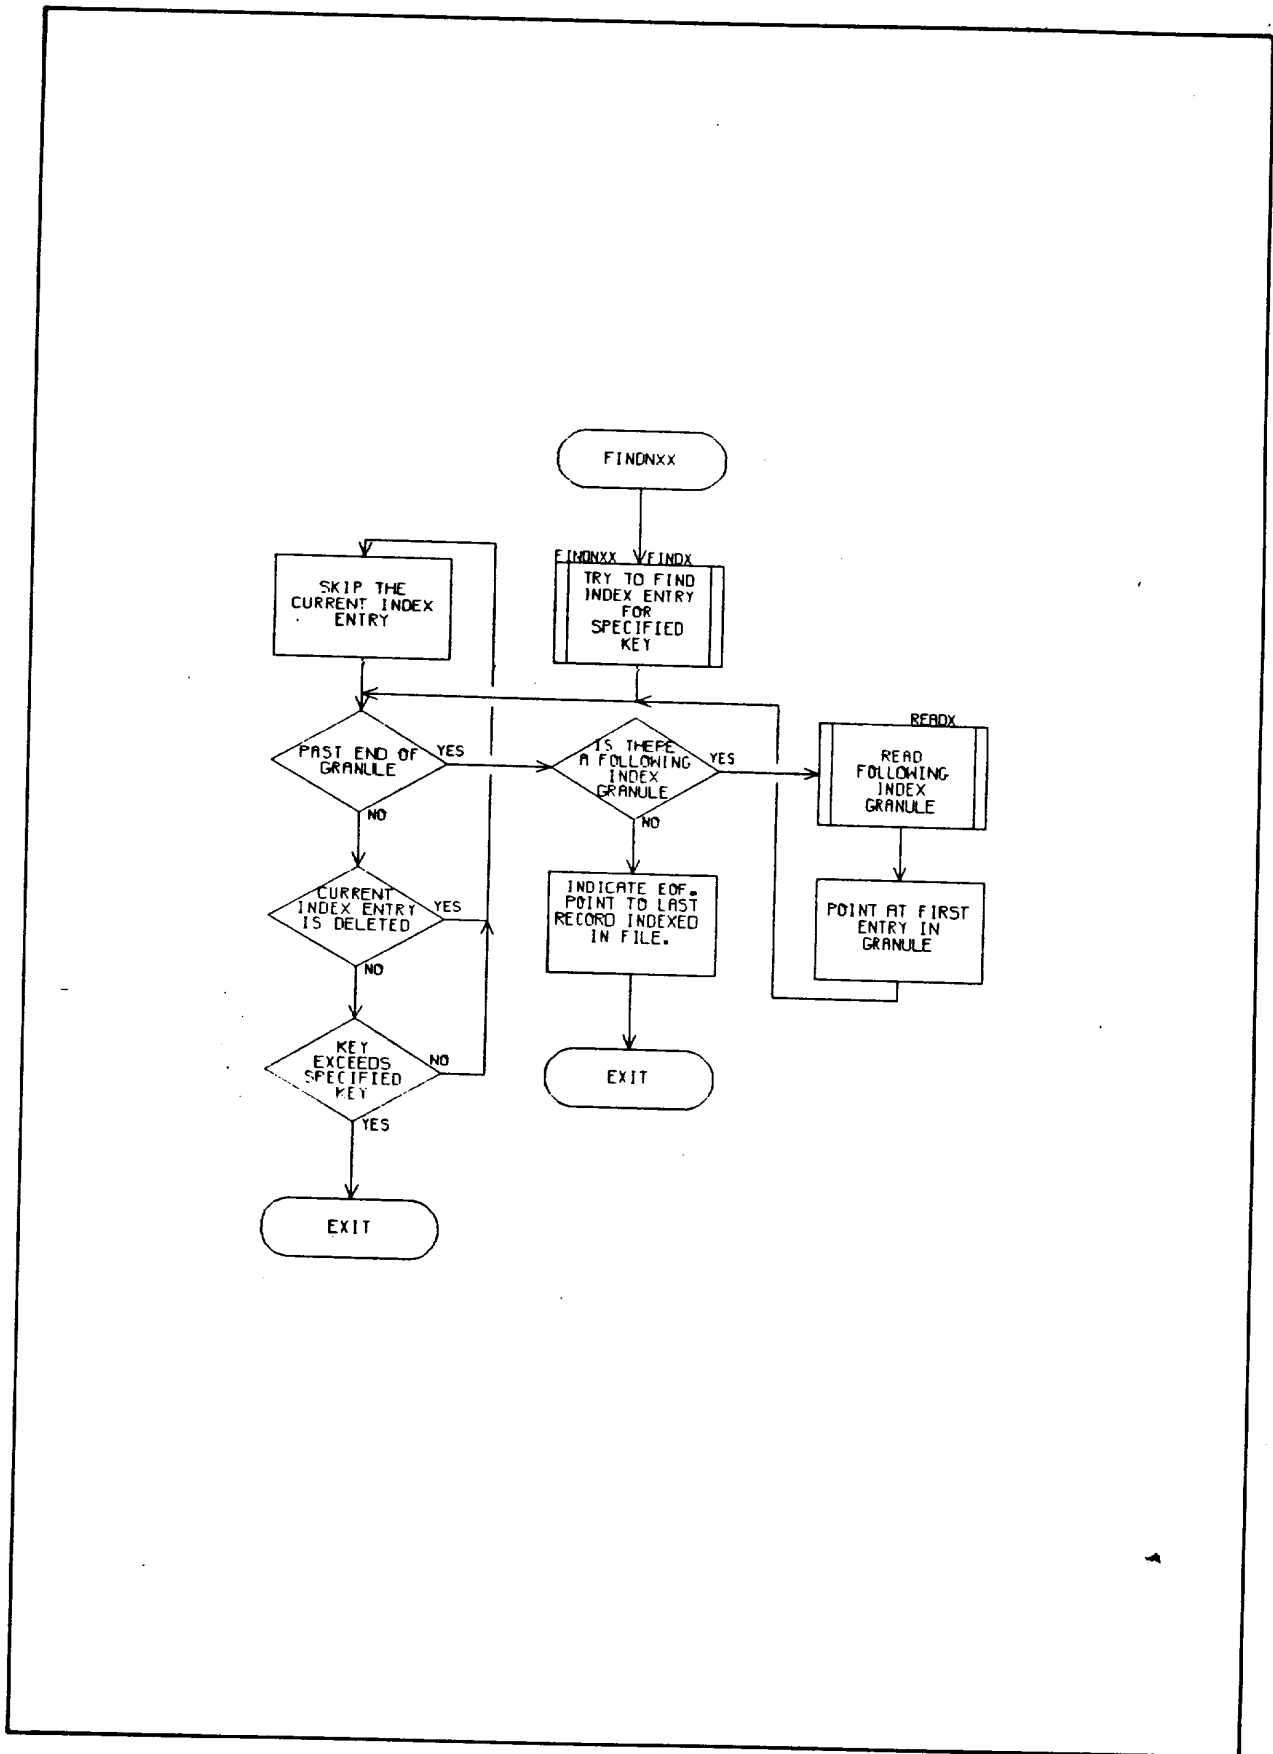 FINDNXX
FINDNXX FINDX
TRY TO FIND
INDEX ENTRY
FOR
SPECIFIED
KEY
SKIP THE
CURRENT INDEX
ENTRY
PAST END OF
GRANULE
YES
NO
IS THERE
A FOLLOWING
INDEX
GRANULE
YES
NO
READX
READ
FOLLOWING
INDEX
GRANULE
CURRENT
INDEX ENTRY
IS DELETED
YES
NO
INDICATE EOF.
POINT TO LAST
RECORD INDEXED
IN FILE.
POINT AT FIRST
ENTRY IN
GRANULE
KEY
EXCEEDS
SPECIFIED
KEY
NO
YES
EXIT
EXIT